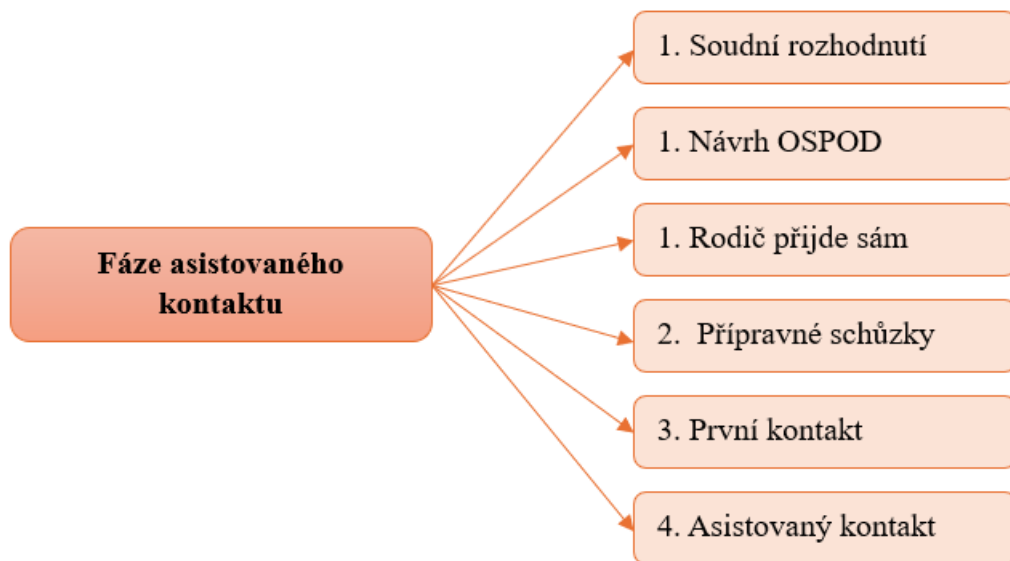 Fáze asistovaného
kontaktu
1. Soudní rozhodnutí
1. Návrh OSPOD
1. Rodič přijde sám
2. Přípravné schůzky
3. První kontakt
4. Asistovaný kontakt